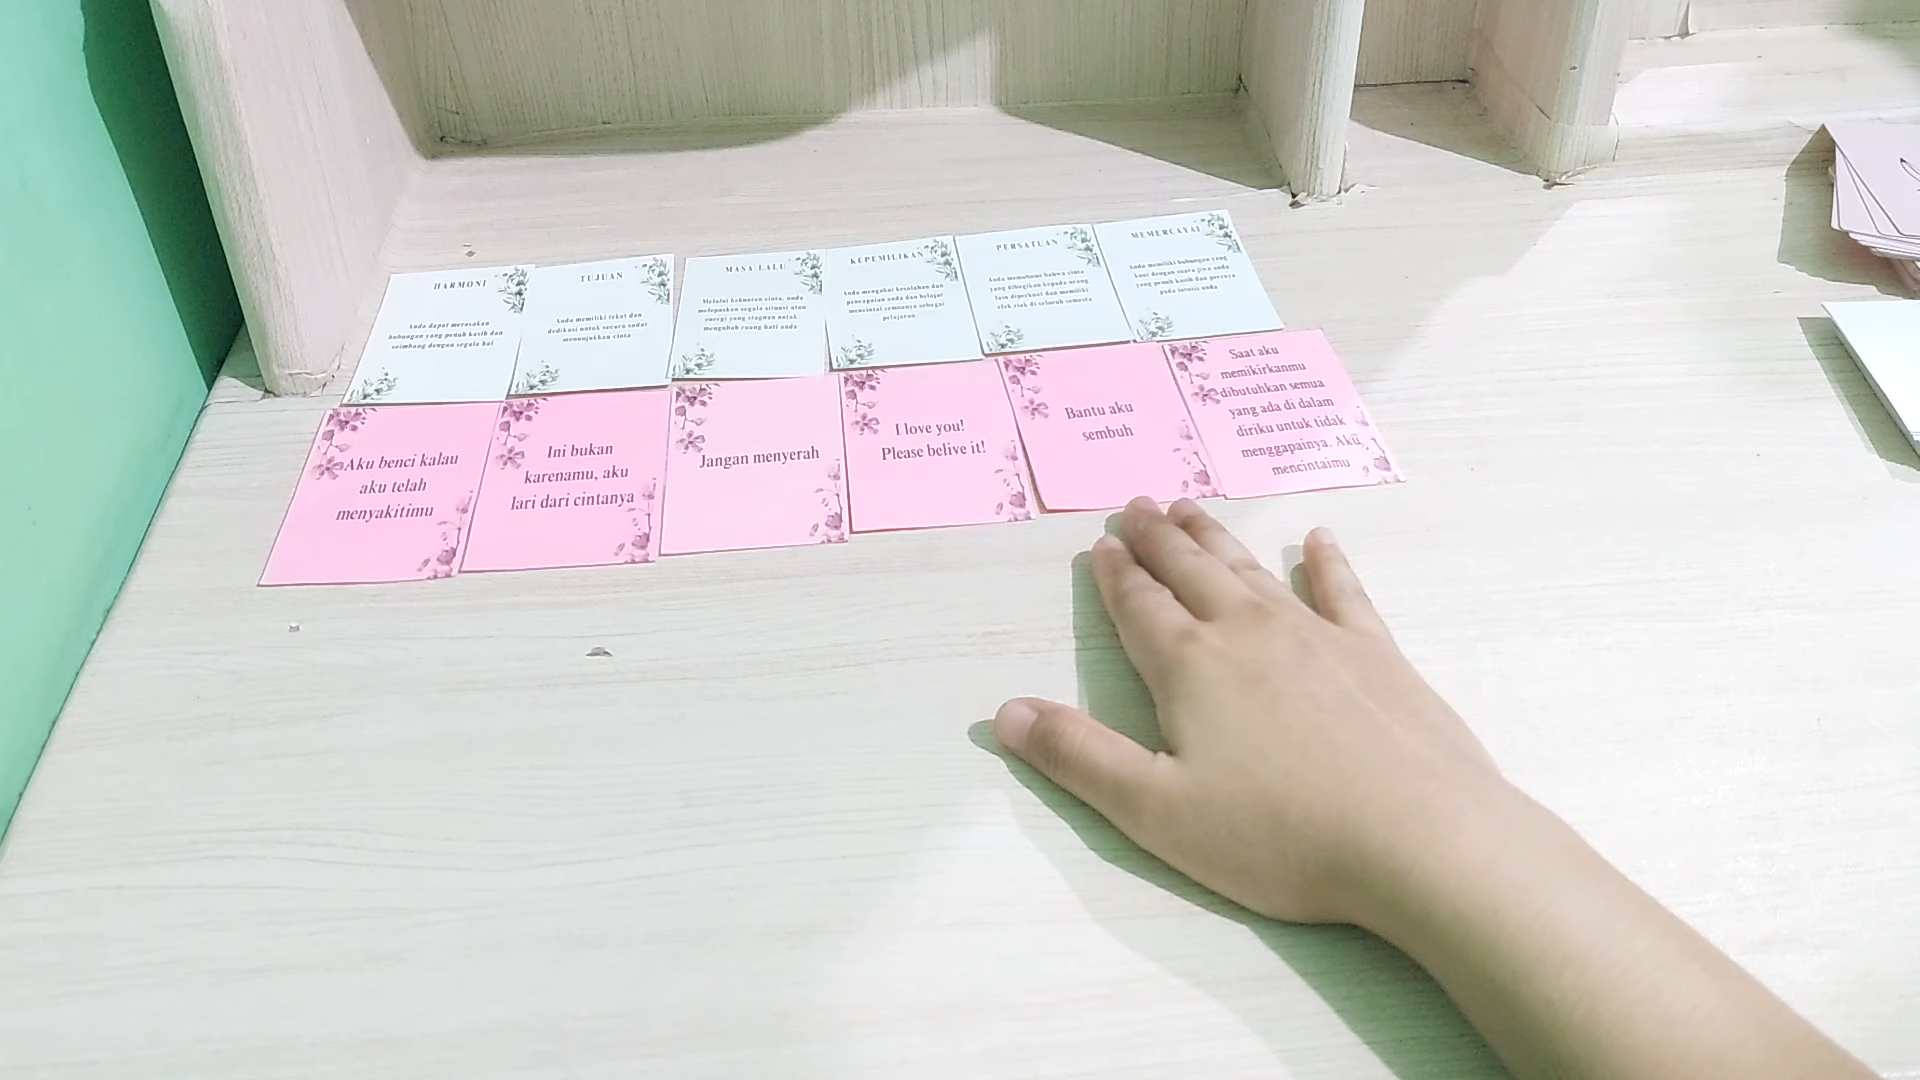 HARMONI
Anda dapat merasakan
hubungan yang penuh kasih dan
seimbang dengan segala hal
TUJUAN
Anda memiliki tekat dan
dedikasi untuk secara sadar
menunjukkan cinta
MASA LALU
Melalui kekuatan cinta, anda
melepaskan segala situasi atau
energi yang stagnan untuk
mengubah ruang hati anda
KEPEMILIKAN
Anda mengakui kesalahan dan
pencapaian anda dan belajar
mencintai semuanya sebagai
pelajaran
PERSATUAN
Anda memahami bahwa cinta
yang dibagikan kepada orang
lain diperkuat dan memiliki
efek riak di seluruh semesta
MEMERCAYAI
Anda memiliki hubungan yang
kuat dengan suara jiwa anda
yang penuh kasih dan percaya
pada intuisi anda
Aku benci kalau
aku telah
menyakitimu
Ini bukan
karenamu, aku
lari dari cintanya
Jangan menyerah
I love you!
Please belive it!
Bantu aku
sembuh
Saat aku
memikirkanmu
dibutuhkan semua
yang ada di dalam
diriku untuk tidak
menggapainya. Aku
mencintaimu